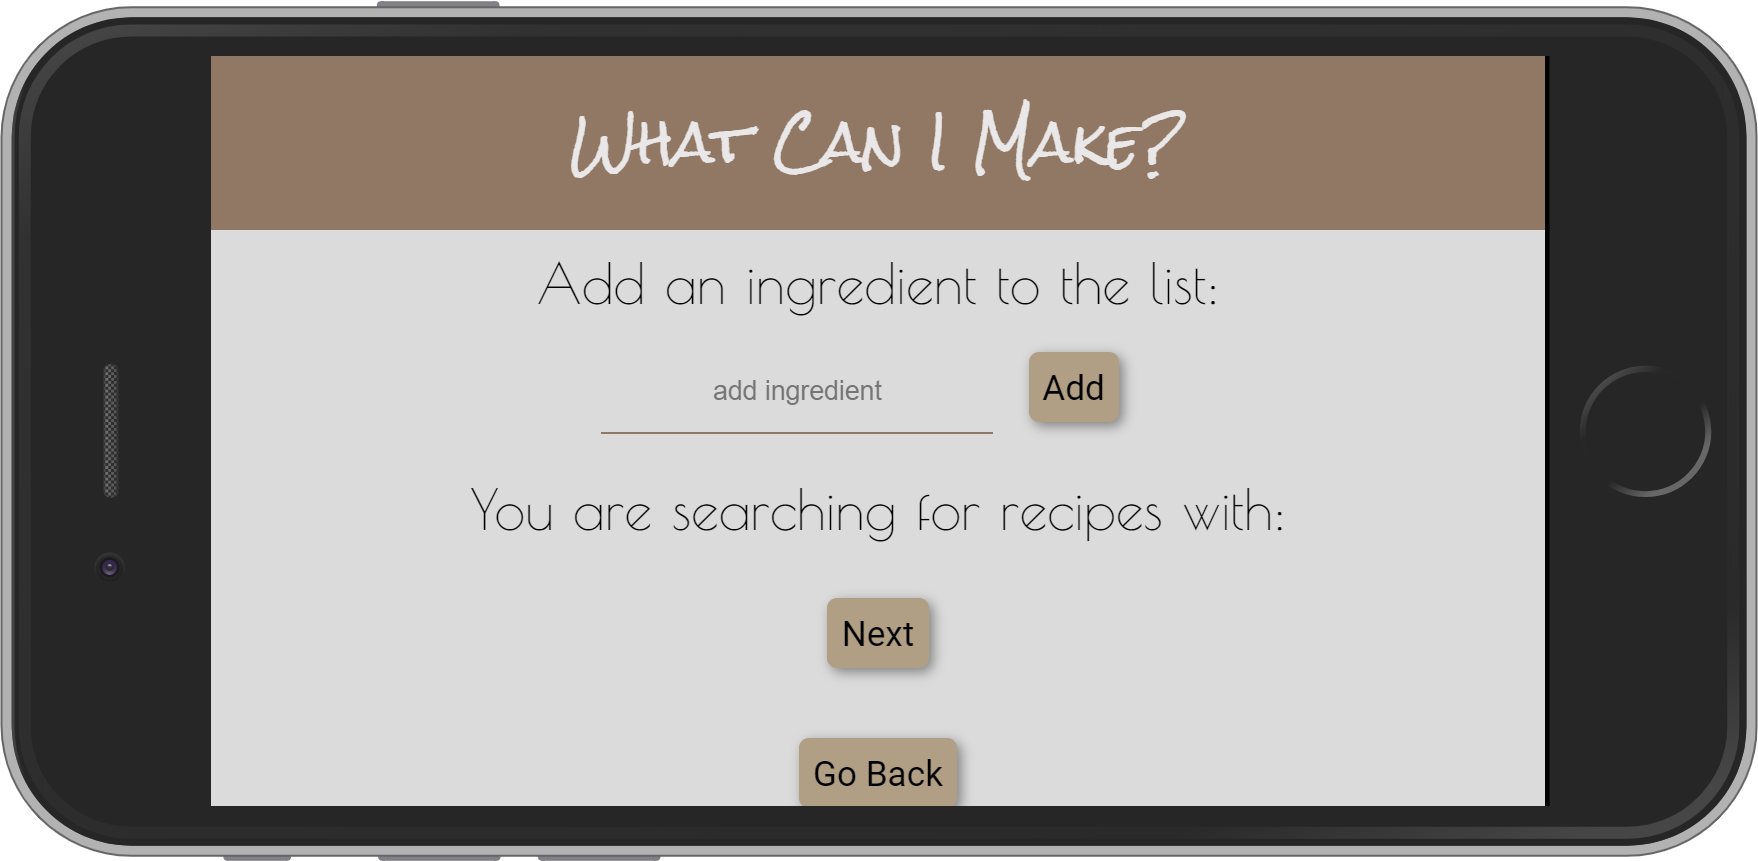 What Can I Make?
Add an ingredient to the list:
add ingredient Add
You are searching for recipes with:
Next
Go Back